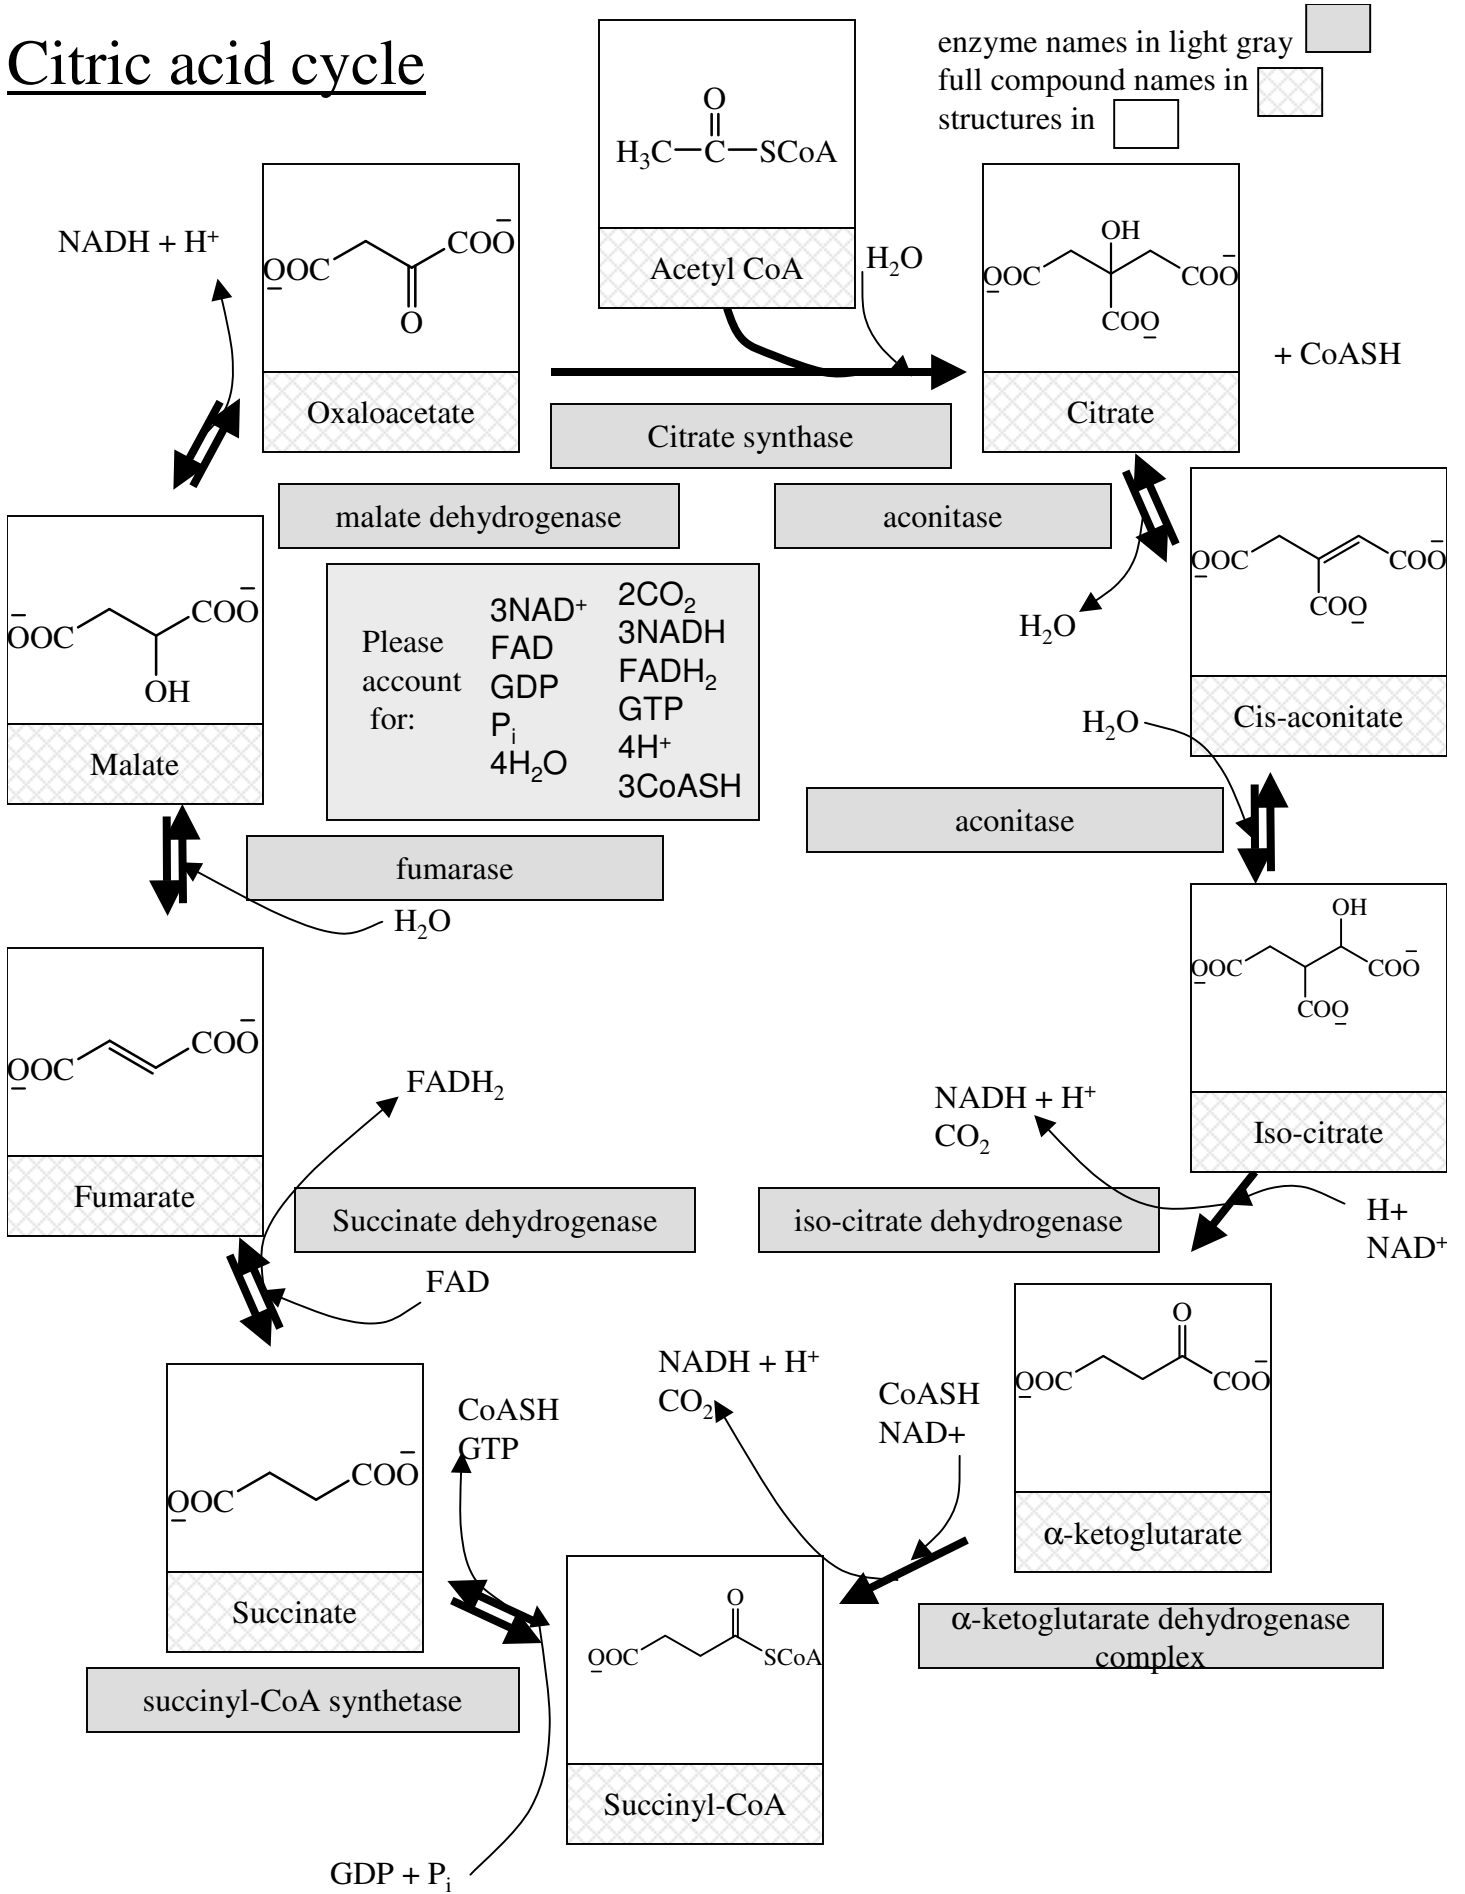 Citric acid cycle
enzyme names in light gray
full compound names in
structures in
O
H₃C—C—SCoA
Acetyl CoA
H₂O
NADH + H⁺
OOC
COO
O
Oxaloacetate
OH
OOC
COO
COO
Citrate
+ CoASH
Citrate synthase
malate dehydrogenase
aconitase
OOC
COO
COO
Cis-aconitate
H₂O
H₂O
OOC
COO
OH
Malate
Please
account
for:
3NAD⁺
FAD
GDP
Pᵢ
4H₂O
2CO₂
3NADH
FADH₂
GTP
4H⁺
3CoASH
aconitase
fumarase
H₂O
OH
OOC
COO
COO
Iso-citrate
OOC
COO
Fumarate
FADH₂
NADH + H⁺
CO₂
Succinate dehydrogenase
iso-citrate dehydrogenase
H+
NAD⁺
FAD
O
OOC
COO
α-ketoglutarate
NADH + H⁺
CO₂
CoASH
NAD+
CoASH
GTP
OOC
COO
Succinate
O
OOC
SCoA
Succinyl-CoA
α-ketoglutarate dehydrogenase
complex
succinyl-CoA synthetase
GDP + Pᵢ